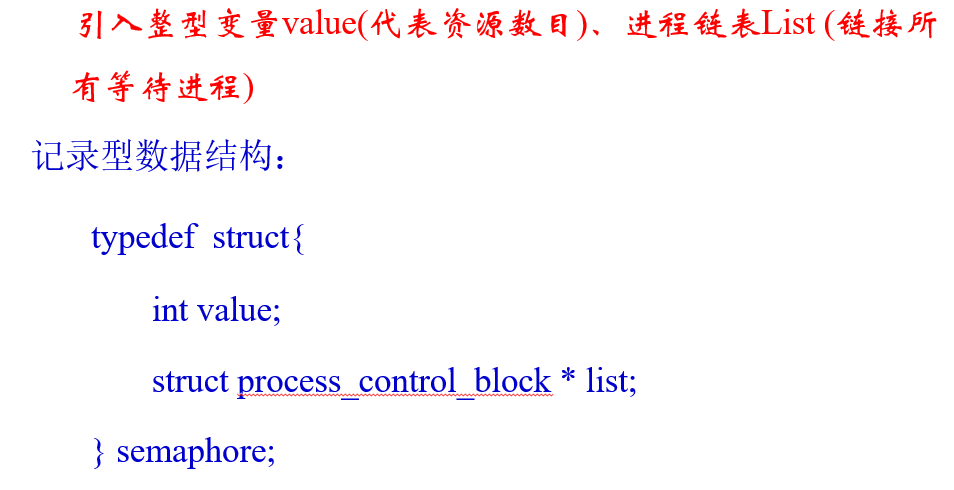 引入整型变量value(代表资源数目)、进程链表List (链接所
有等待进程)
记录型数据结构：
typedef struct{
int value;
struct process_control_block * list;
} semaphore;